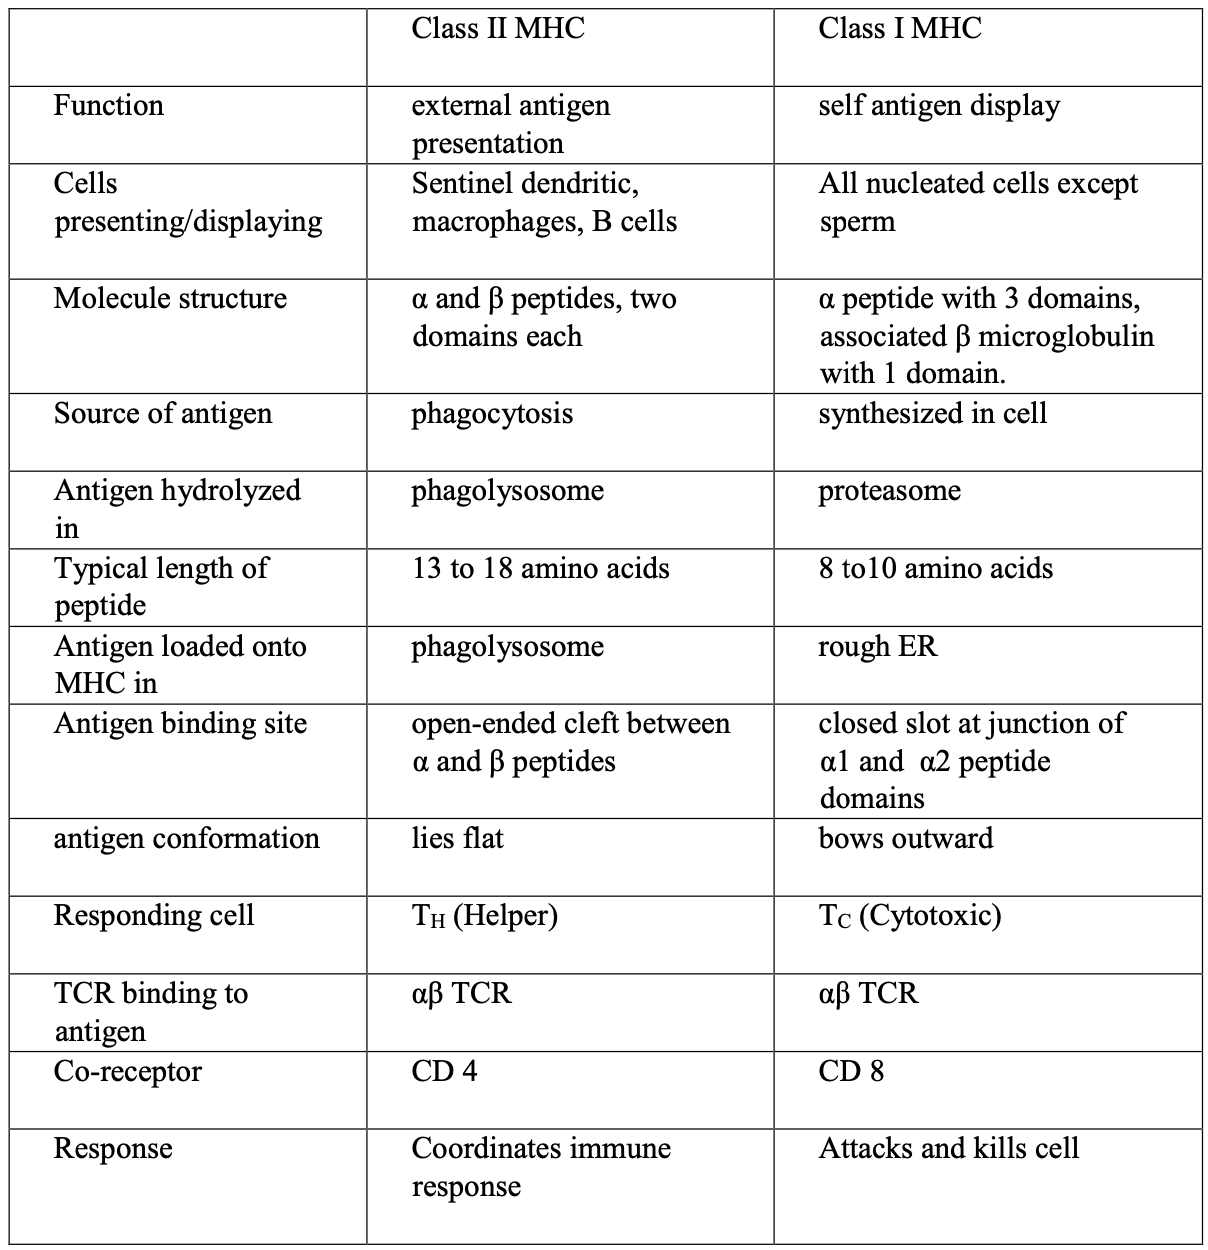 Class II MHC
Class I MHC
Function
external antigen
presentation
self antigen display
Cells
presenting/displaying
Sentinel dendritic,
macrophages, B cells
All nucleated cells except
sperm
Molecule structure
α and β peptides, two
domains each
α peptide with 3 domains,
associated β microglobulin
with 1 domain.
Source of antigen
phagocytosis
synthesized in cell
Antigen hydrolyzed
in
phagolysosome
proteasome
Typical length of
peptide
13 to 18 amino acids
8 to10 amino acids
Antigen loaded onto
MHC in
phagolysosome
rough ER
Antigen binding site
open-ended cleft between
α and β peptides
closed slot at junction of
α1 and  α2 peptide
domains
antigen conformation
lies flat
bows outward
Responding cell
TH (Helper)
TC (Cytotoxic)
TCR binding to
antigen
αβ TCR
αβ TCR
Co-receptor
CD 4
CD 8
Response
Coordinates immune
response
Attacks and kills cell